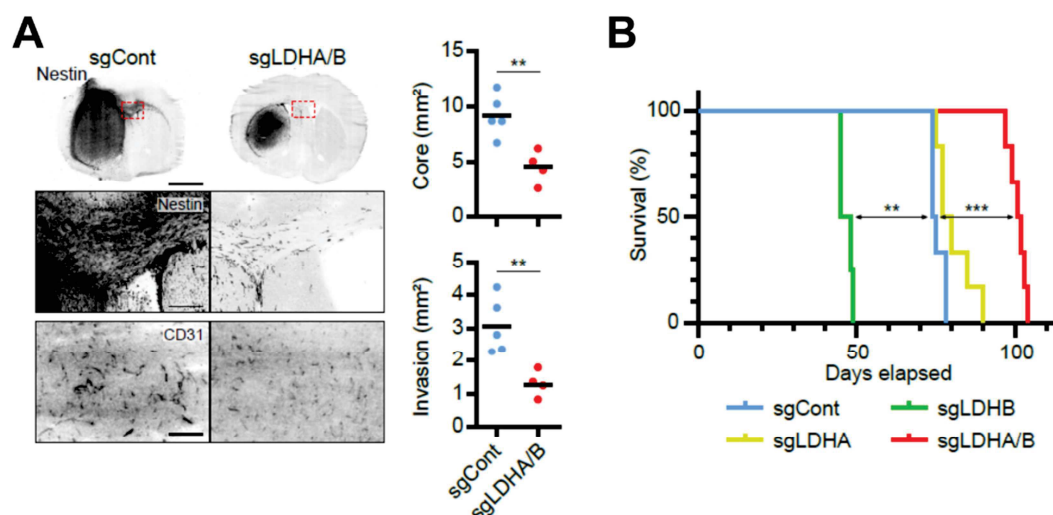 A
sgCont
sgLDHA/B
Nestin
Nestin
CD31
Core (mm²)
15
10
5
0
**
Invasion (mm²)
5
4
3
2
1
0
**
sgCont
sgLDHA/B
B
Survival (%)
100
50
0
**
***
0
50
100
Days elapsed
sgCont
sgLDHB
sgLDHA
sgLDHA/B